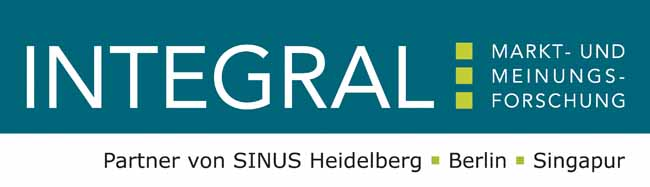 INTEGRAL
MARKT- UND
MEINUNGS-
FORSCHUNG
Partner von SINUS Heidelberg ▪ Berlin ▪ Singapur